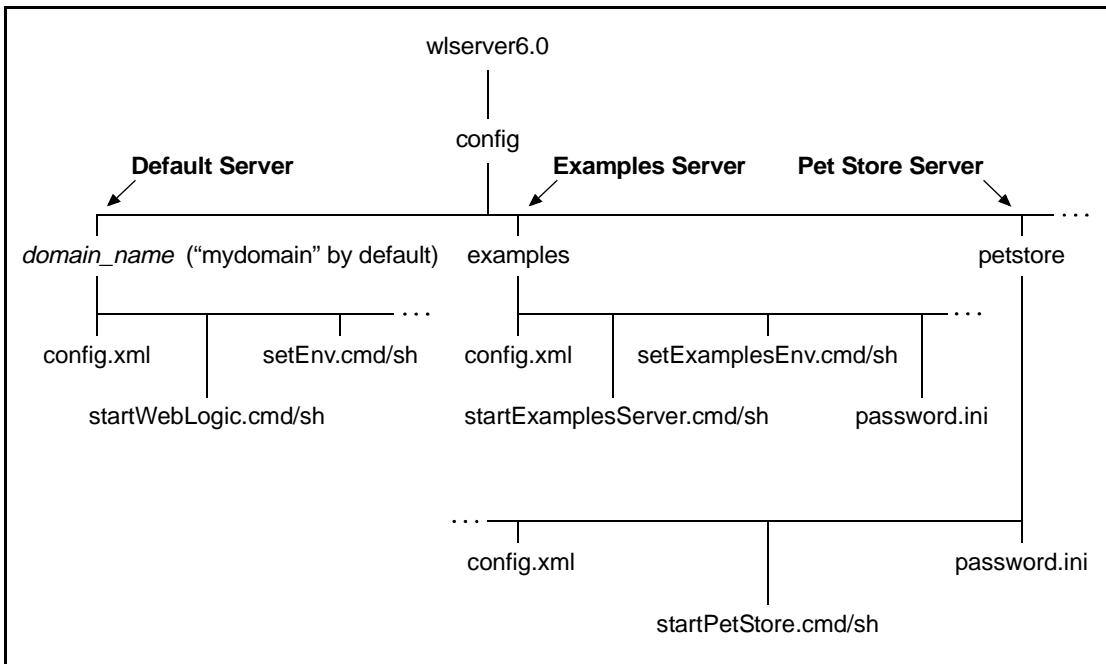 wlserver6.0
config
Default Server
Examples Server
Pet Store Server
. . .
domain_name (“mydomain” by default)
examples
petstore
. . .
. . .
config.xml
setEnv.cmd/sh
config.xml
setExamplesEnv.cmd/sh
startWebLogic.cmd/sh
startExamplesServer.cmd/sh
password.ini
. . .
config.xml
password.ini
startPetStore.cmd/sh